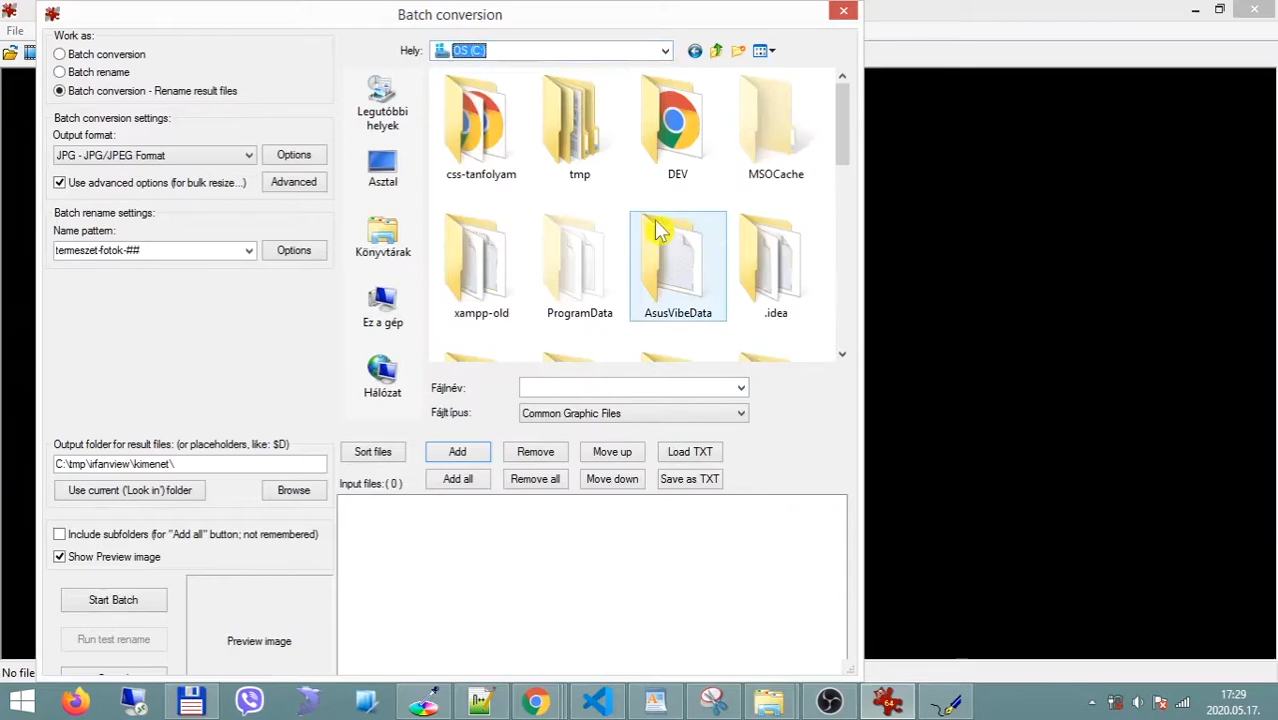 Batch conversion
File
Work as:
Batch conversion
Batch rename
Batch conversion - Rename result files
Batch conversion settings:
Output format:
JPG - JPG/JPEG Format
Options
Use advanced options (for bulk resize...)
Advanced
Batch rename settings:
Name pattern:
termeszet-fotok-##
Options
Output folder for result files: (or placeholders, like: $D)
C:\tmp\irfanview\kimenet\
Use current ('Look in') folder
Browse
Include subfolders (for "Add all" button; not remembered)
Show Preview image
Start Batch
Run test rename
Preview image
Hely:
OS (C:)
Legutóbbi
helyek
Asztal
Könyvtárak
Ez a gép
Hálózat
css-tanfolyam
tmp
DEV
MSOCache
xampp-old
ProgramData
AsusVibeData
.idea
Fájlnév:
Fájltípus:
Common Graphic Files
Sort files
Add
Remove
Move up
Load TXT
Input files: ( 0 )
Add all
Remove all
Move down
Save as TXT
No file
64
17:29
2020.05.17.